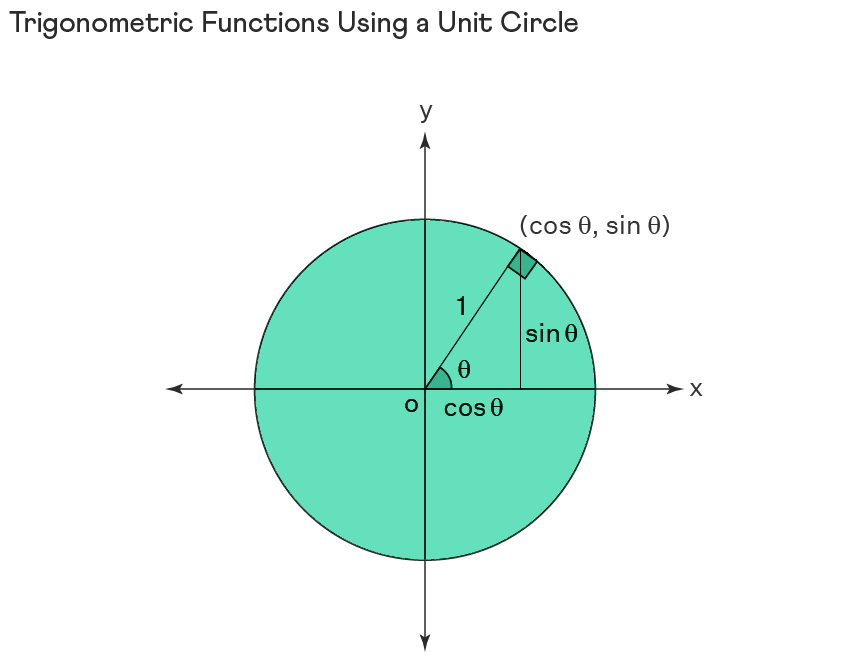 Trigonometric Functions Using a Unit Circle
y
(cos θ, sin θ)
1
sin θ
θ
x
o
cos θ